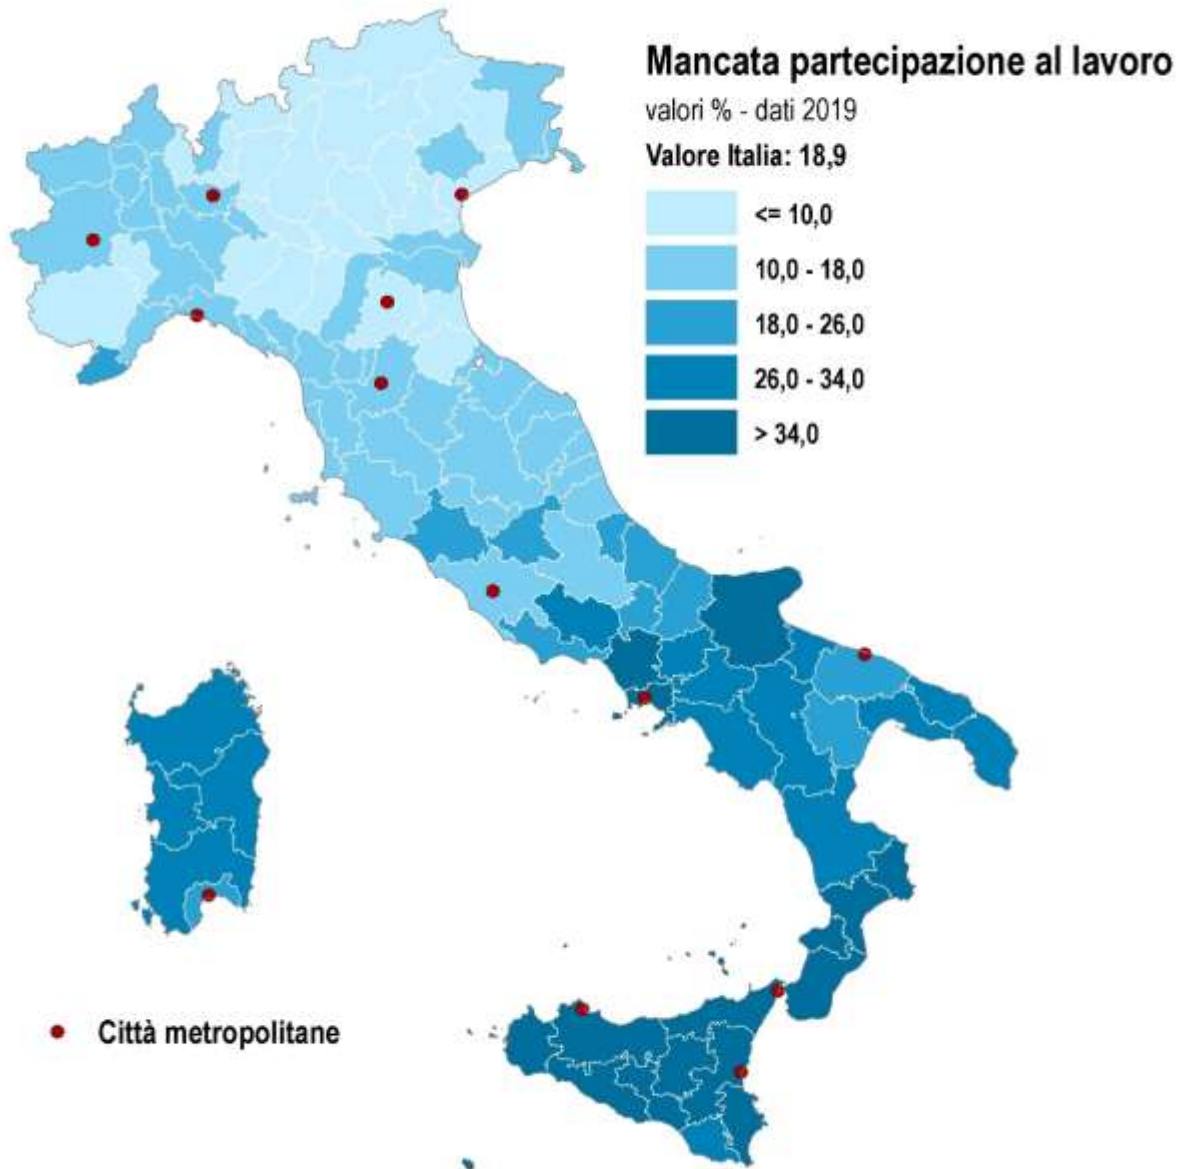 Mancata partecipazione al lavoro
valori % - dati 2019
Valore Italia: 18,9
<= 10,0
10,0 - 18,0
18,0 - 26,0
26,0 - 34,0
> 34,0
Città metropolitane